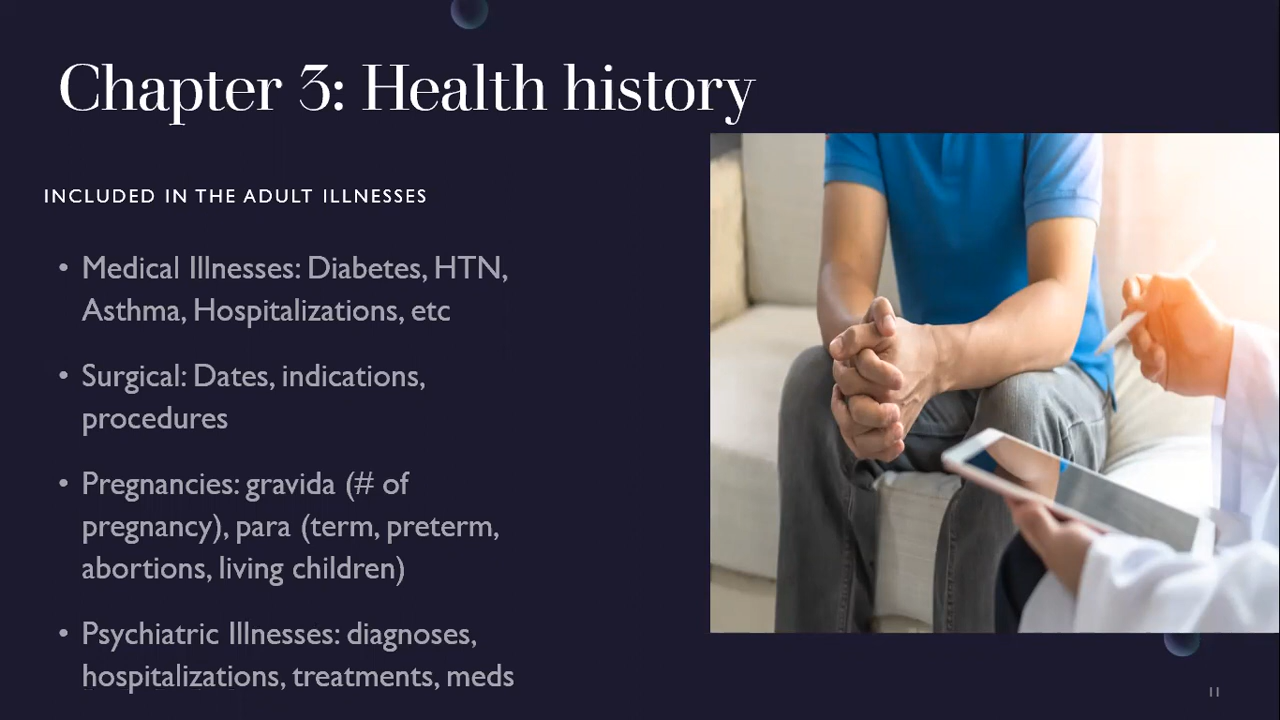 Chapter 3: Health history
INCLUDED IN THE ADULT ILLNESSES
• Medical Illnesses: Diabetes, HTN,
Asthma, Hospitalizations, etc
• Surgical: Dates, indications,
procedures
• Pregnancies: gravida (# of
pregnancy), para (term, preterm,
abortions, living children)
• Psychiatric Illnesses: diagnoses,
hospitalizations, treatments, meds
11